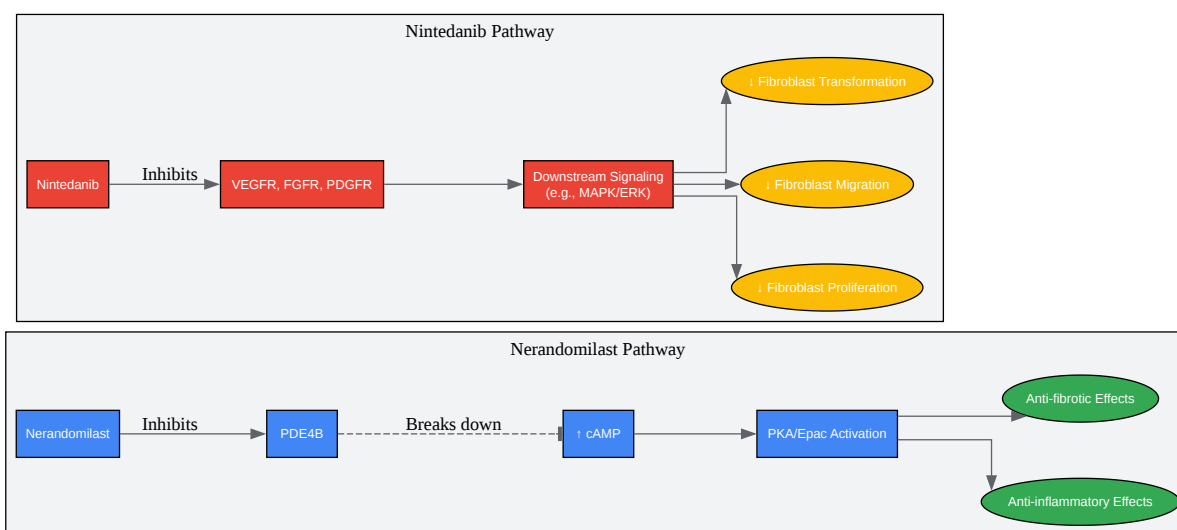 Nintedanib Pathway
↓ Fibroblast Transformation
Nintedanib
Inhibits
VEGFR, FGFR, PDGFR
Downstream Signaling
(e.g., MAPK/ERK)
↓ Fibroblast Migration
↓ Fibroblast Proliferation
Nerandomilast Pathway
Nerandomilast
Inhibits
PDE4B
Breaks down
↑ cAMP
PKA/Epac Activation
Anti-fibrotic Effects
Anti-inflammatory Effects